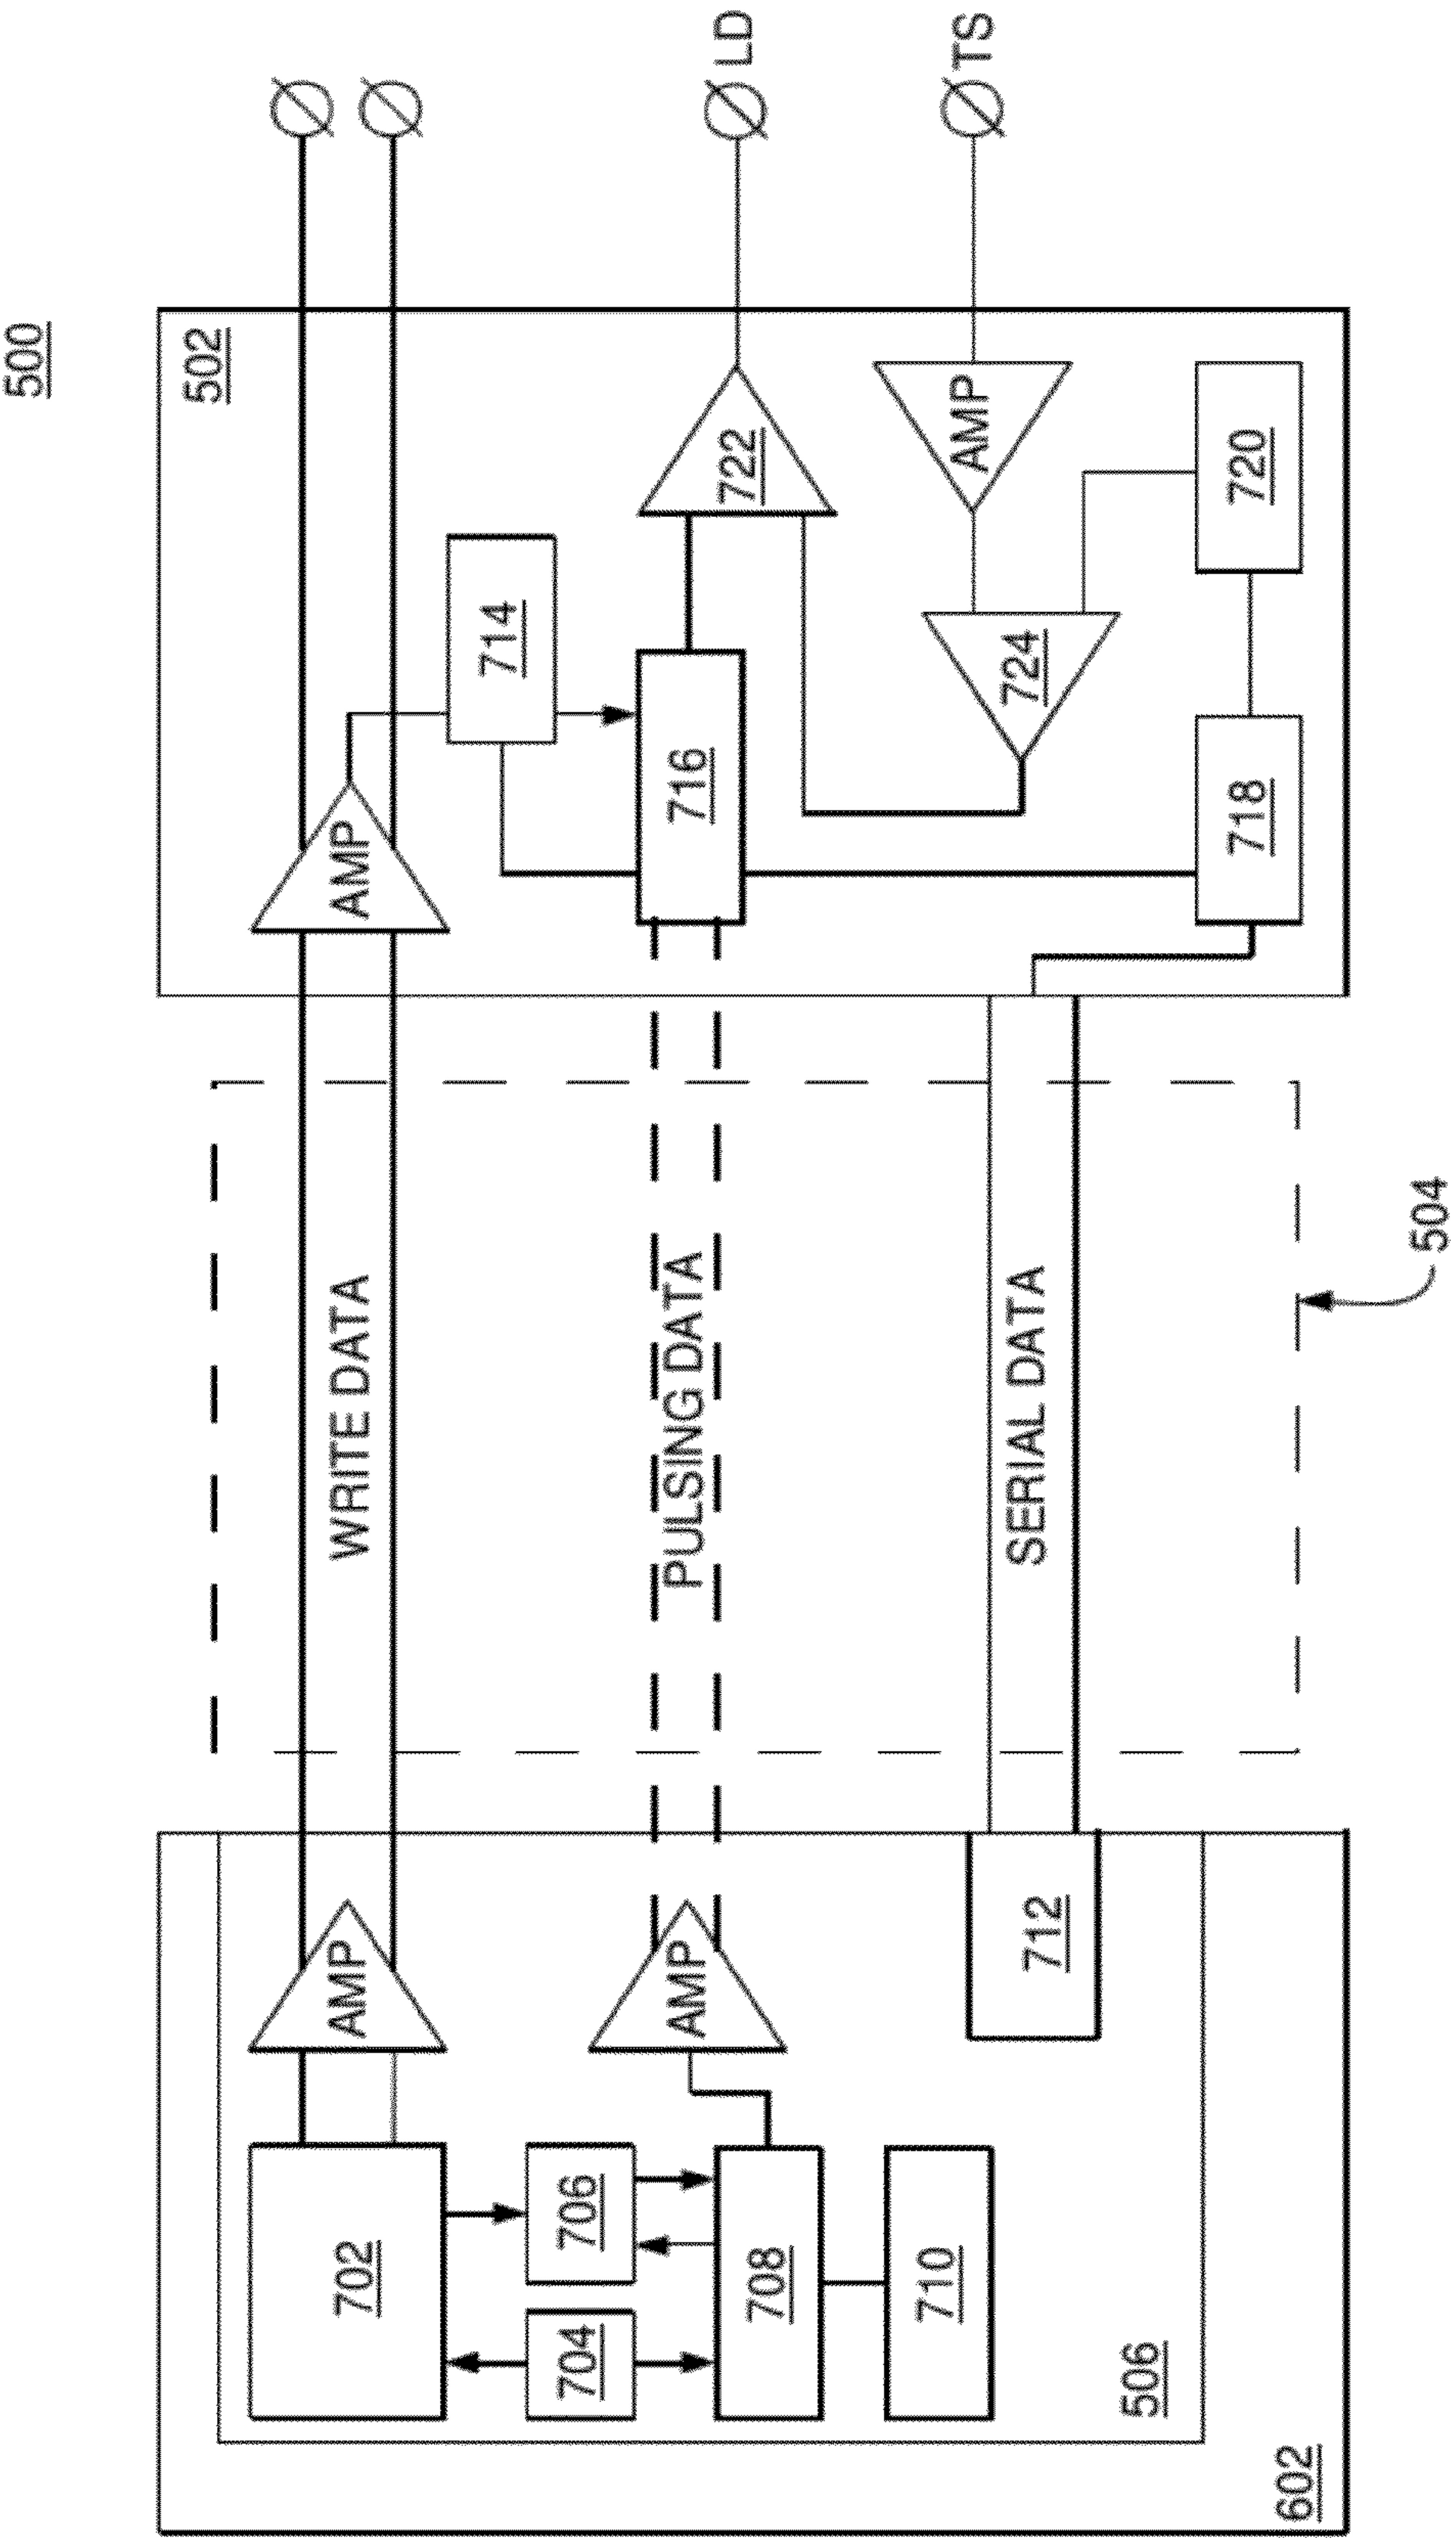 500
502
Ø
Ø
Ø LD
Ø TS
AMP
714
716
722
AMP
724
718
720
WRITE DATA
PULSING DATA
SERIAL DATA
504
AMP
AMP
702
704
706
708
710
712
506
602